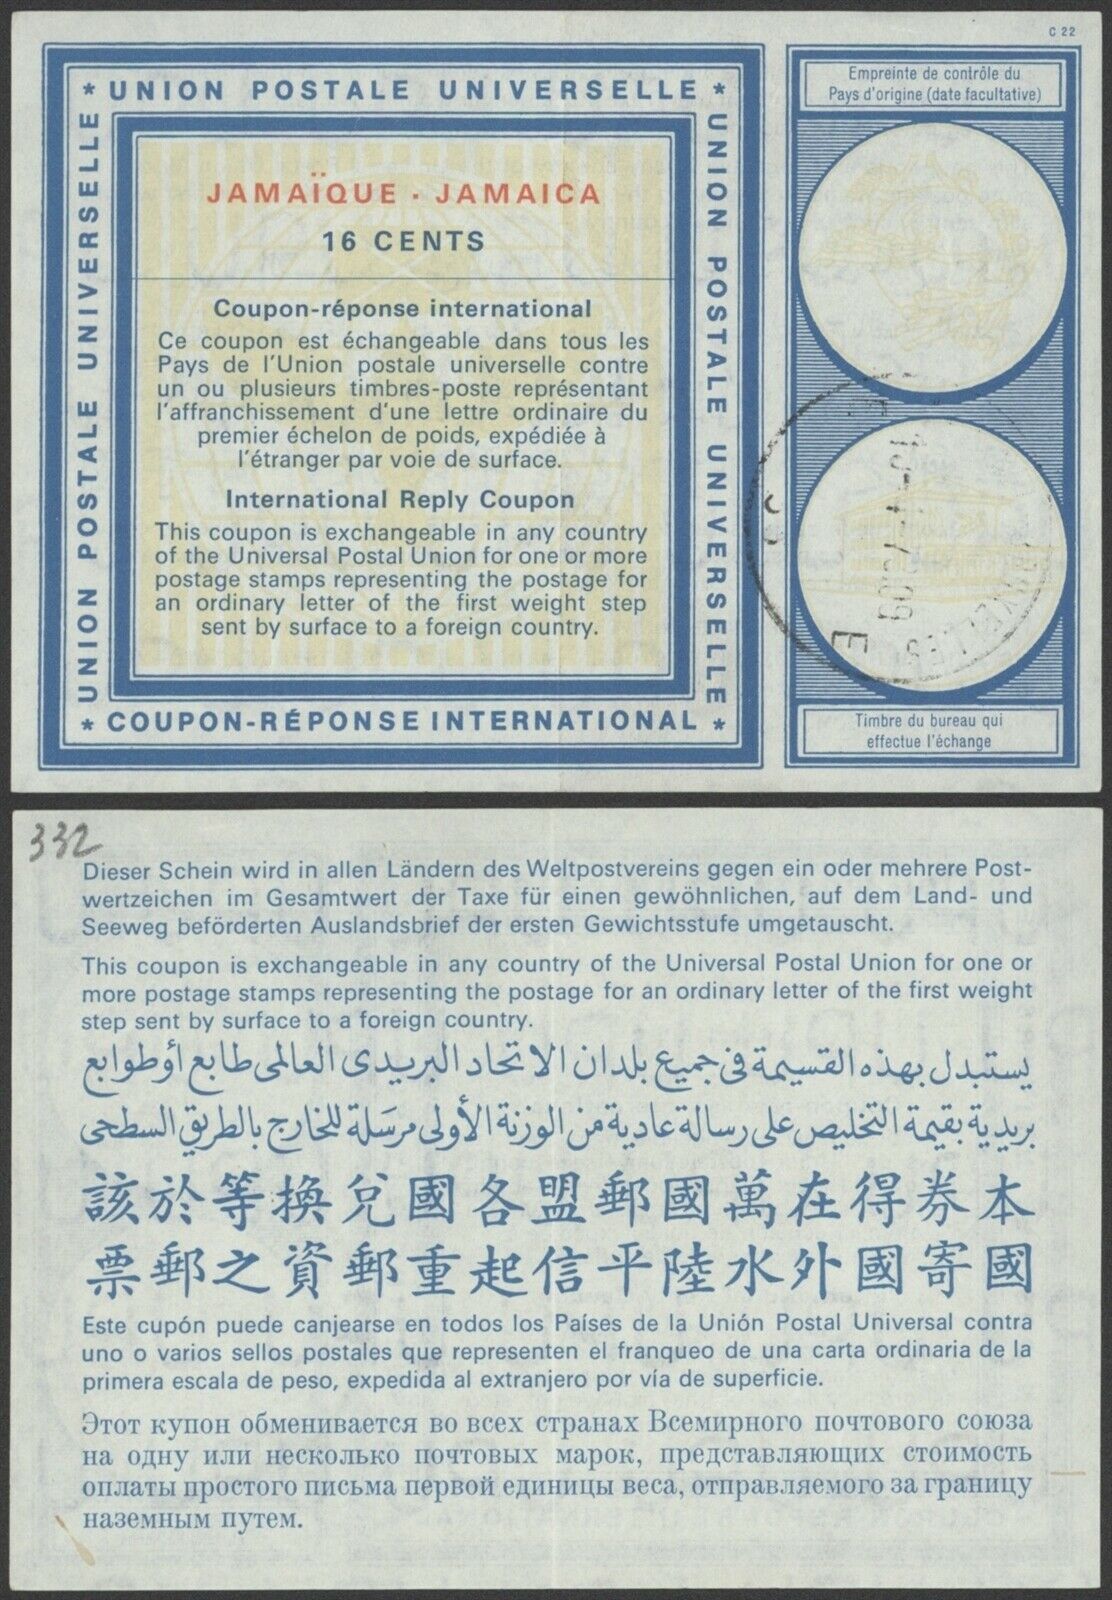 C 22
* UNION POSTALE UNIVERSELLE *
UNION POSTALE UNIVERSELLE
UNION POSTALE UNIVERSELLE
JAMAÏQUE · JAMAICA
16 CENTS
Coupon-réponse international
Ce coupon est échangeable dans tous les
Pays de l'Union postale universelle contre
un ou plusieurs timbres-poste représentant
l'affranchissement d'une lettre ordinaire du
premier échelon de poids, expédiée à
l'étranger par voie de surface.
International Reply Coupon
This coupon is exchangeable in any country
of the Universal Postal Union for one or more
postage stamps representing the postage for
an ordinary letter of the first weight step
sent by surface to a foreign country.
* COUPON-RÉPONSE INTERNATIONAL *
Empreinte de contrôle du
Pays d'origine (date facultative)
E
Timbre du bureau qui
effectue l'échange
332
Dieser Schein wird in allen Ländern des Weltpostvereins gegen ein oder mehrere Post-
wertzeichen im Gesamtwert der Taxe für einen gewöhnlichen, auf dem Land- und
Seeweg beförderten Auslandsbrief der ersten Gewichtsstufe umgetauscht.
This coupon is exchangeable in any country of the Universal Postal Union for one or
more postage stamps representing the postage for an ordinary letter of the first weight
step sent by surface to a foreign country.
يستبدل بهذه القسيمة فى جميع بلدان الاتحاد البريدى العالمى طابع أو طوابع
بريدية بقيمة التخليص على رسالة عادية من الوزنة الأولى مرسَلة للخارج بالطريق السطحى
本券得在萬國郵盟各國兌換等於該
國寄國外水陸平信起重郵資之郵票
Este cupón puede canjearse en todos los Países de la Unión Postal Universal contra
uno o varios sellos postales que representen el franqueo de una carta ordinaria de la
primera escala de peso, expedida al extranjero por vía de superficie.
Этот купон обменивается во всех странах Всемирного почтового союза
на одну или несколько почтовых марок, представляющих стоимость
оплаты простого письма первой единицы веса, отправляемого за границу
наземным путем.